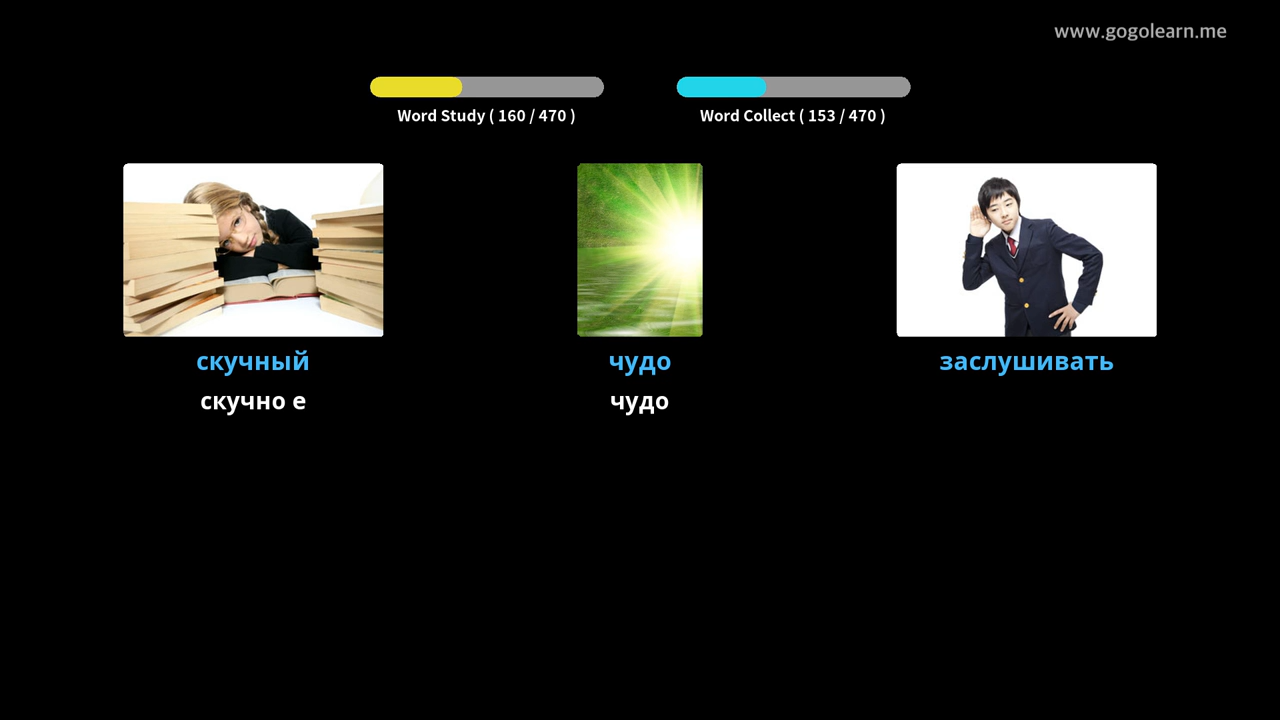 www.gogolearn.me
Word Study ( 160 / 470 )
Word Collect ( 153 / 470 )
скучный
чудо
заслушивать
скучно е
чудо